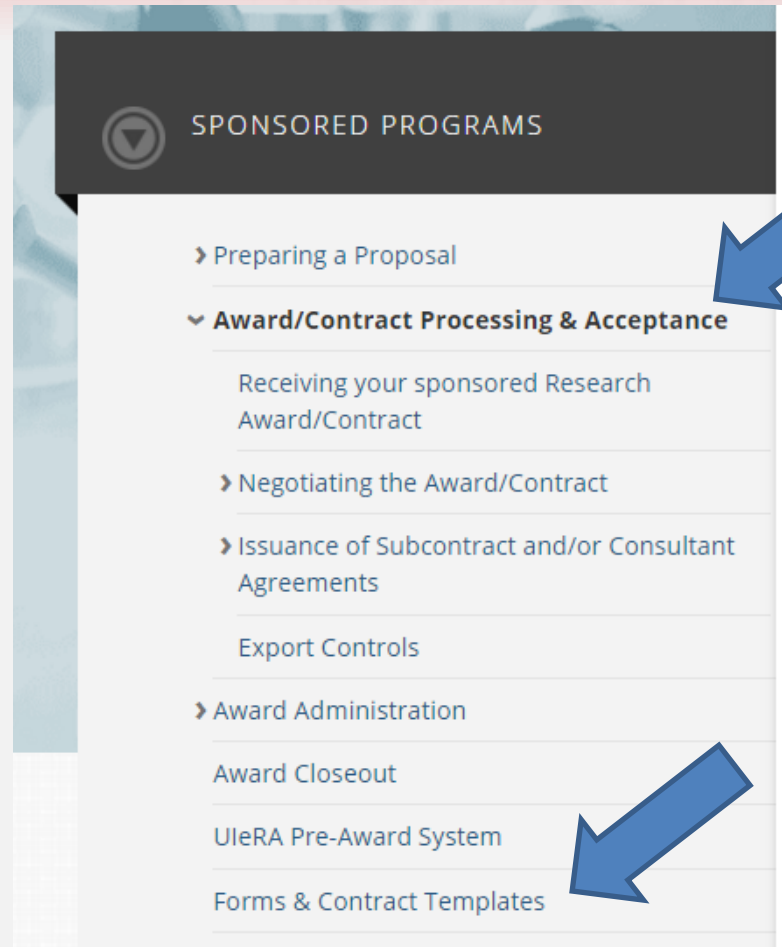 SPONSORED PROGRAMS
Preparing a Proposal
Award/Contract Processing & Acceptance
Receiving your sponsored Research
Award/Contract
Negotiating the Award/Contract
Issuance of Subcontract and/or Consultant
Agreements
Export Controls
Award Administration
Award Closeout
UIeRA Pre-Award System
Forms & Contract Templates